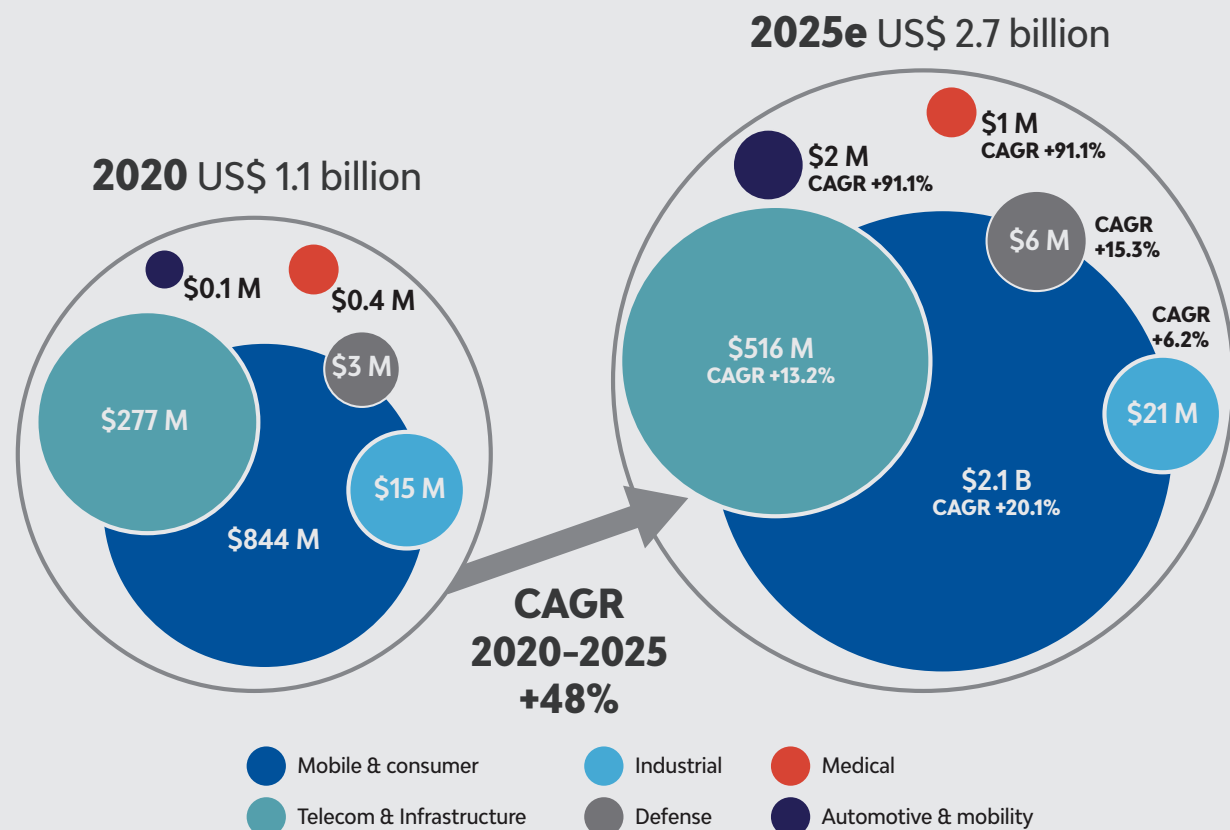 2025e US$ 2.7 billion
$1 M
CAGR +91.1%
$2 M
CAGR +91.1%
$6 M
CAGR
+15.3%
CAGR
+6.2%
$516 M
CAGR +13.2%
$21 M
$2.1 B
CAGR +20.1%
2020 US$ 1.1 billion
$0.1 M
$0.4 M
$3 M
$277 M
$15 M
$844 M
CAGR
2020–2025
+48%
Mobile & consumer
Industrial
Medical
Telecom & Infrastructure
Defense
Automotive & mobility